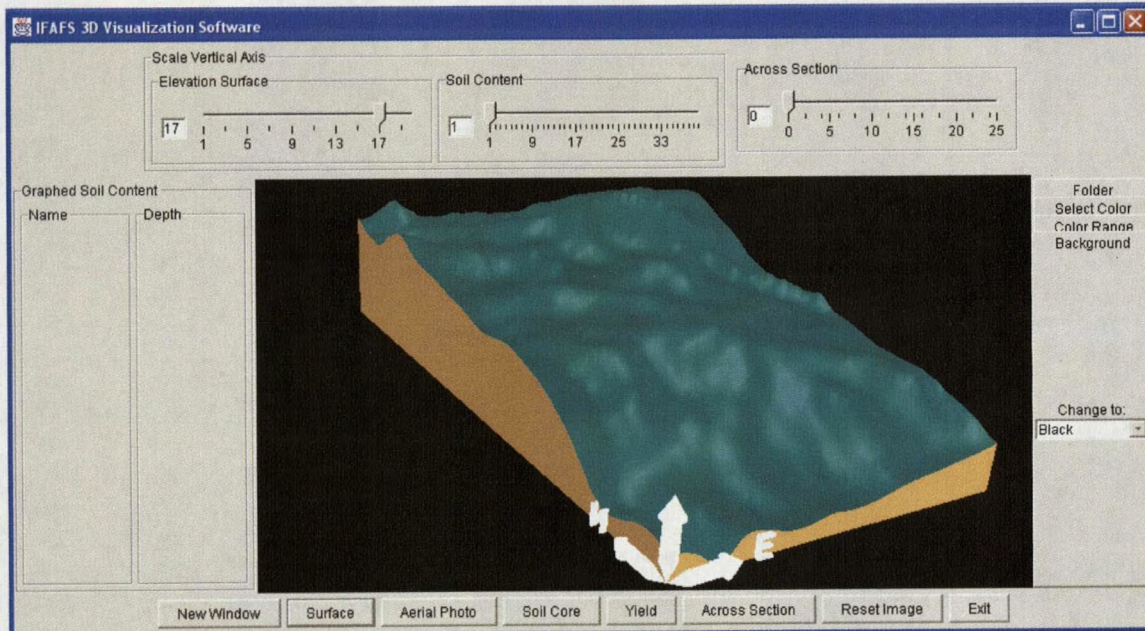 IFAFS 3D Visualization Software
Scale Vertical Axis
Elevation Surface
17
1 5 9 13 17
Soil Content
1
1 9 17 25 33
Across Section
0
0 5 10 15 20 25
Graphed Soil Content
Name Depth
Folder
Select Color
Color Range
Background
Change to:
Black
N E
New Window Surface Aerial Photo Soil Core Yield Across Section Reset Image Exit